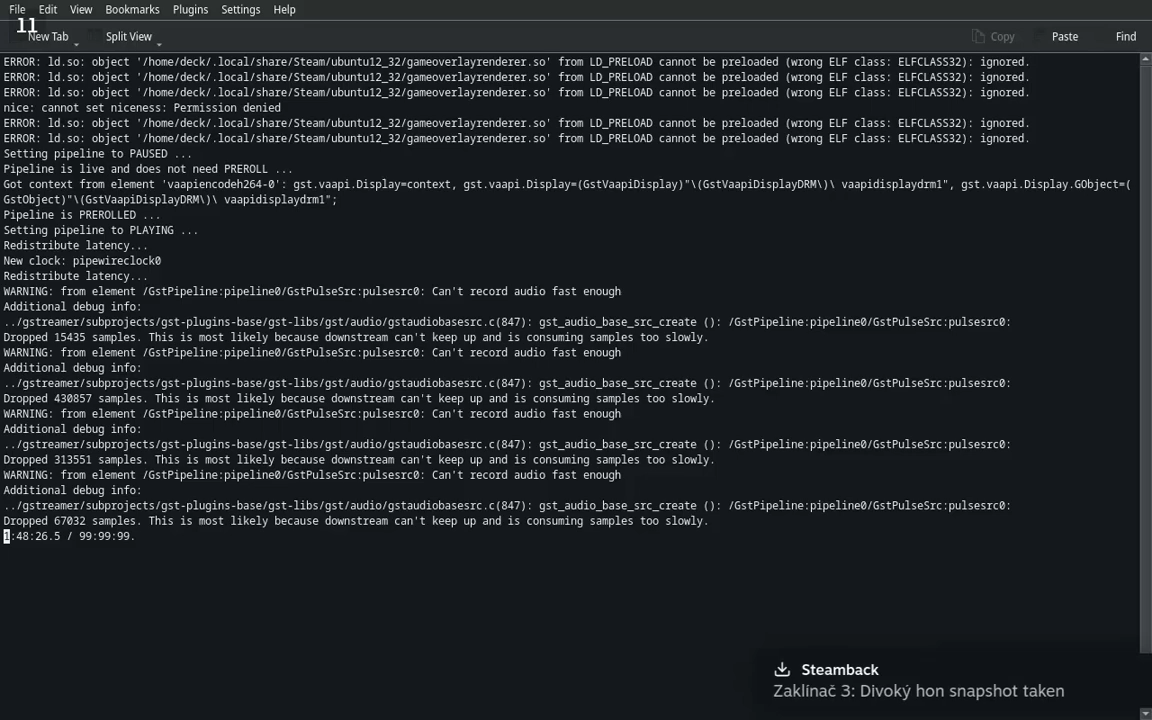 File Edit View Bookmarks Plugins Settings Help
11
New Tab Split View Copy Paste Find
ERROR: ld.so: object '/home/deck/.local/share/Steam/ubuntu12_32/gameoverlayrenderer.so' from LD_PRELOAD cannot be preloaded (wrong ELF class: ELFCLASS32): ignored.
ERROR: ld.so: object '/home/deck/.local/share/Steam/ubuntu12_32/gameoverlayrenderer.so' from LD_PRELOAD cannot be preloaded (wrong ELF class: ELFCLASS32): ignored.
ERROR: ld.so: object '/home/deck/.local/share/Steam/ubuntu12_32/gameoverlayrenderer.so' from LD_PRELOAD cannot be preloaded (wrong ELF class: ELFCLASS32): ignored.
nice: cannot set niceness: Permission denied
ERROR: ld.so: object '/home/deck/.local/share/Steam/ubuntu12_32/gameoverlayrenderer.so' from LD_PRELOAD cannot be preloaded (wrong ELF class: ELFCLASS32): ignored.
ERROR: ld.so: object '/home/deck/.local/share/Steam/ubuntu12_32/gameoverlayrenderer.so' from LD_PRELOAD cannot be preloaded (wrong ELF class: ELFCLASS32): ignored.
Setting pipeline to PAUSED ...
Pipeline is live and does not need PREROLL ...
Got context from element 'vaapiencodeh264-0': gst.vaapi.Display=context, gst.vaapi.Display=(GstVaapiDisplay)"\(GstVaapiDisplayDRM\)\ vaapidisplaydrm1", gst.vaapi.Display.GObject=(
GstObject)"\(GstVaapiDisplayDRM\)\ vaapidisplaydrm1";
Pipeline is PREROLLED ...
Setting pipeline to PLAYING ...
Redistribute latency...
New clock: pipewireclock0
Redistribute latency...
WARNING: from element /GstPipeline:pipeline0/GstPulseSrc:pulsesrc0: Can't record audio fast enough
Additional debug info:
../gstreamer/subprojects/gst-plugins-base/gst-libs/gst/audio/gstaudiobasesrc.c(847): gst_audio_base_src_create (): /GstPipeline:pipeline0/GstPulseSrc:pulsesrc0:
Dropped 15435 samples. This is most likely because downstream can't keep up and is consuming samples too slowly.
WARNING: from element /GstPipeline:pipeline0/GstPulseSrc:pulsesrc0: Can't record audio fast enough
Additional debug info:
../gstreamer/subprojects/gst-plugins-base/gst-libs/gst/audio/gstaudiobasesrc.c(847): gst_audio_base_src_create (): /GstPipeline:pipeline0/GstPulseSrc:pulsesrc0:
Dropped 430857 samples. This is most likely because downstream can't keep up and is consuming samples too slowly.
WARNING: from element /GstPipeline:pipeline0/GstPulseSrc:pulsesrc0: Can't record audio fast enough
Additional debug info:
../gstreamer/subprojects/gst-plugins-base/gst-libs/gst/audio/gstaudiobasesrc.c(847): gst_audio_base_src_create (): /GstPipeline:pipeline0/GstPulseSrc:pulsesrc0:
Dropped 313551 samples. This is most likely because downstream can't keep up and is consuming samples too slowly.
WARNING: from element /GstPipeline:pipeline0/GstPulseSrc:pulsesrc0: Can't record audio fast enough
Additional debug info:
../gstreamer/subprojects/gst-plugins-base/gst-libs/gst/audio/gstaudiobasesrc.c(847): gst_audio_base_src_create (): /GstPipeline:pipeline0/GstPulseSrc:pulsesrc0:
Dropped 67032 samples. This is most likely because downstream can't keep up and is consuming samples too slowly.
1:48:26.5 / 99:99:99.
Steamback
Zaklínač 3: Divoký hon snapshot taken